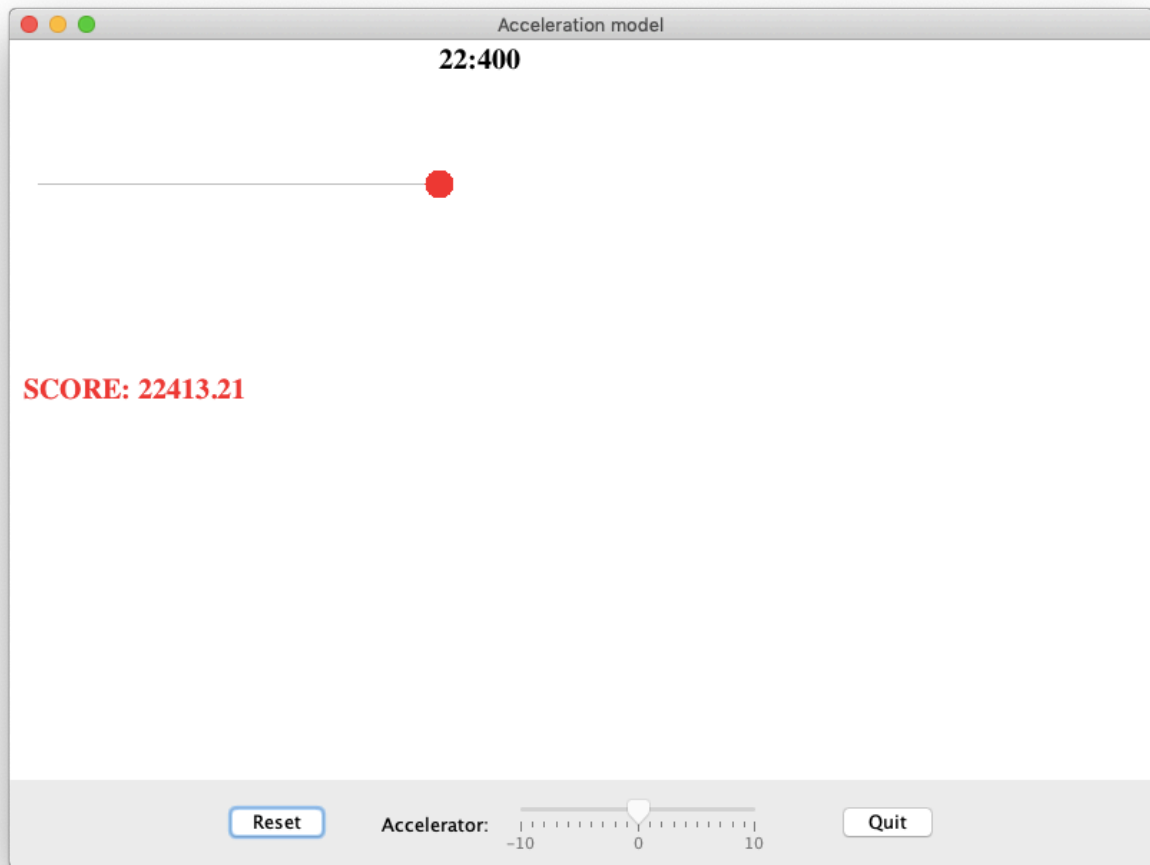 Acceleration model
22:400
SCORE: 22413.21
Reset Accelerator: Quit
-10 0 10